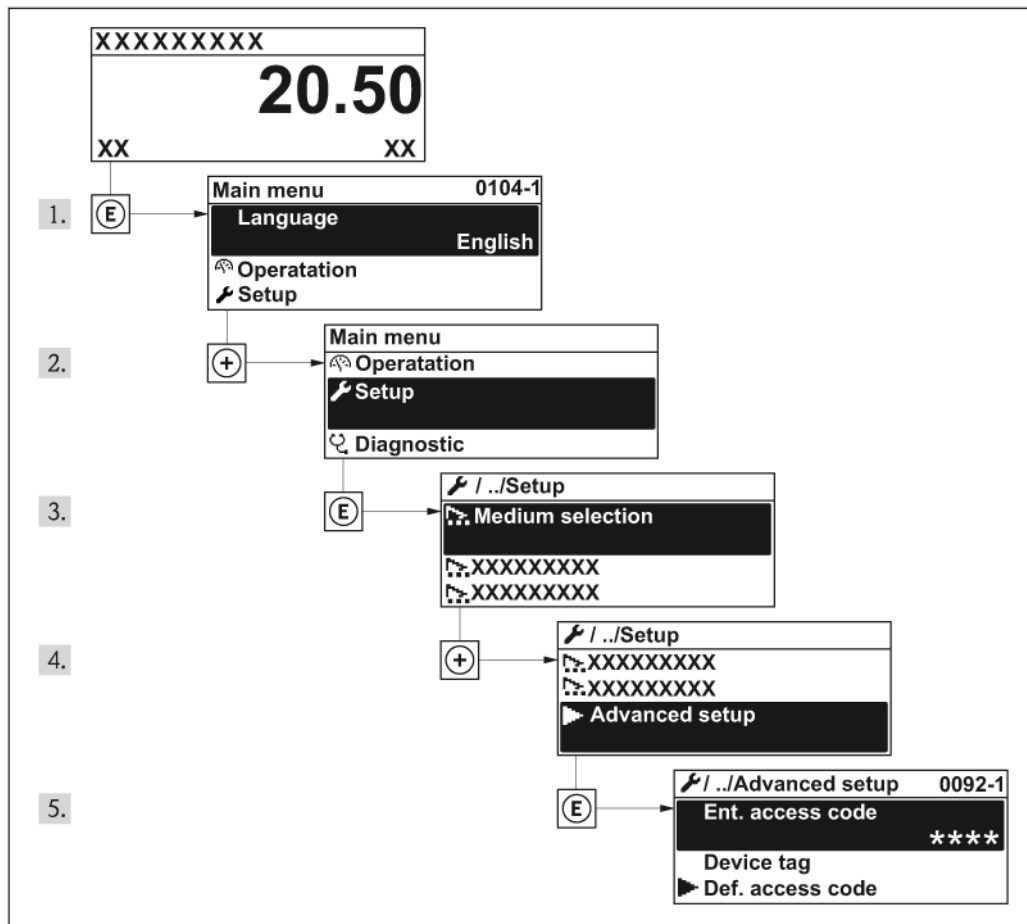 XXXXXXXXX
20.50
XX XX
1. E Main menu 0104-1
Language
English
Operatation
Setup
2. + Main menu
Operatation
Setup
Diagnostic
3. E / ../Setup
Medium selection
XXXXXXXXX
XXXXXXXXX
4. + / ../Setup
XXXXXXXXX
XXXXXXXXX
Advanced setup
5. E / ../Advanced setup 0092-1
Ent. access code
****
Device tag
Def. access code